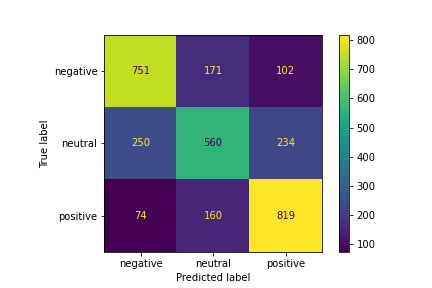 negative 751 171 102
neutral 250 560 234
positive 74 160 819
negative neutral positive
Predicted label
True label
800
700
600
500
400
300
200
100